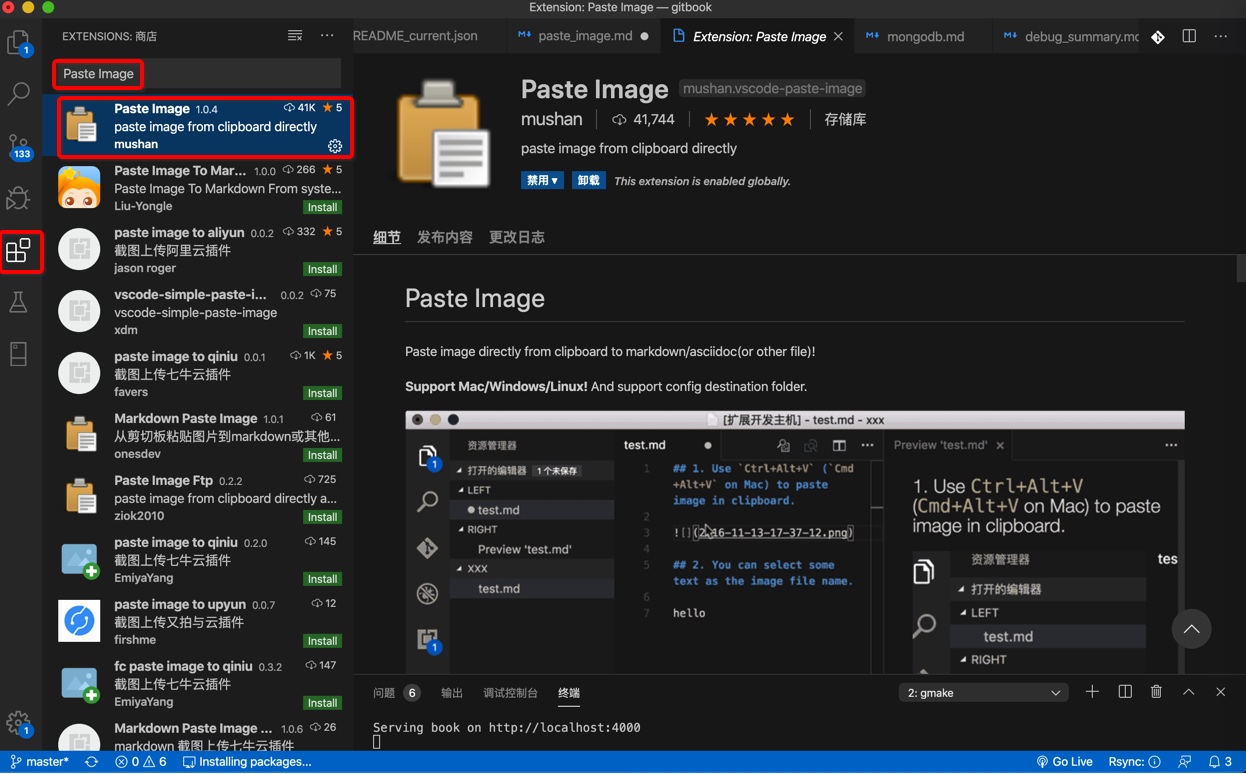 Extension: Paste Image — gitbook
EXTENSIONS: 商店
README_current.json
paste_image.md
Extension: Paste Image
mongodb.md
debug_summary.md
1
Paste Image
133
1
Paste Image 1.0.4 41K 5
paste image from clipboard directly
mushan
Paste Image To Mar... 1.0.0 266 5
Paste Image To Markdown From syste...
Liu-Yongle Install
paste image to aliyun 0.0.2 332 5
截图上传阿里云插件
jason roger Install
vscode-simple-paste-i... 0.0.2 75
vscode-simple-paste-image
xdm Install
paste image to qiniu 0.0.1 1K 5
截图上传七牛云插件
favers Install
Markdown Paste Image 1.0.1 61
从剪切板粘贴图片到markdown或其他...
onesdev Install
Paste Image Ftp 0.2.2 725
paste image from clipboard directly a...
ziok2010 Install
paste image to qiniu 0.2.0 145
截图上传七牛云插件
EmiyaYang Install
paste image to upyun 0.0.7 12
截图上传又拍与云插件
firshme Install
fc paste image to qiniu 0.3.2 147
截图上传七牛云插件
EmiyaYang Install
Markdown Paste Image ... 1.0.6 26
markdown 截图上传七牛云插件
Paste Image mushan.vscode-paste-image
mushan 41,744 存储库
paste image from clipboard directly
禁用 卸载 This extension is enabled globally.
细节 发布内容 更改日志
Paste Image
Paste image directly from clipboard to markdown/asciidoc(or other file)!
Support Mac/Windows/Linux! And support config destination folder.
[扩展开发主机] - test.md - xxx
资源管理器
打开的编辑器 1 个未保存
LEFT
test.md
RIGHT
Preview 'test.md'
XXX
test.md
1
1
test.md
1 ## 1. Use `Ctrl+Alt+V` (`Cmd
+Alt+V` on Mac) to paste
image in clipboard.
2
3 ![](2016-11-13-17-37-12.png)
4
5 ## 2. You can select some
text as the image file name.
6
7 hello
Preview 'test.md'
1. Use Ctrl+Alt+V
(Cmd+Alt+V on Mac) to paste
image in clipboard.
资源管理器 tes
打开的编辑器
LEFT
test.md
RIGHT
问题 6 输出 调试控制台 终端 2: gmake
Serving book on http://localhost:4000
master* 0 6 Installing packages... Go Live Rsync: 3